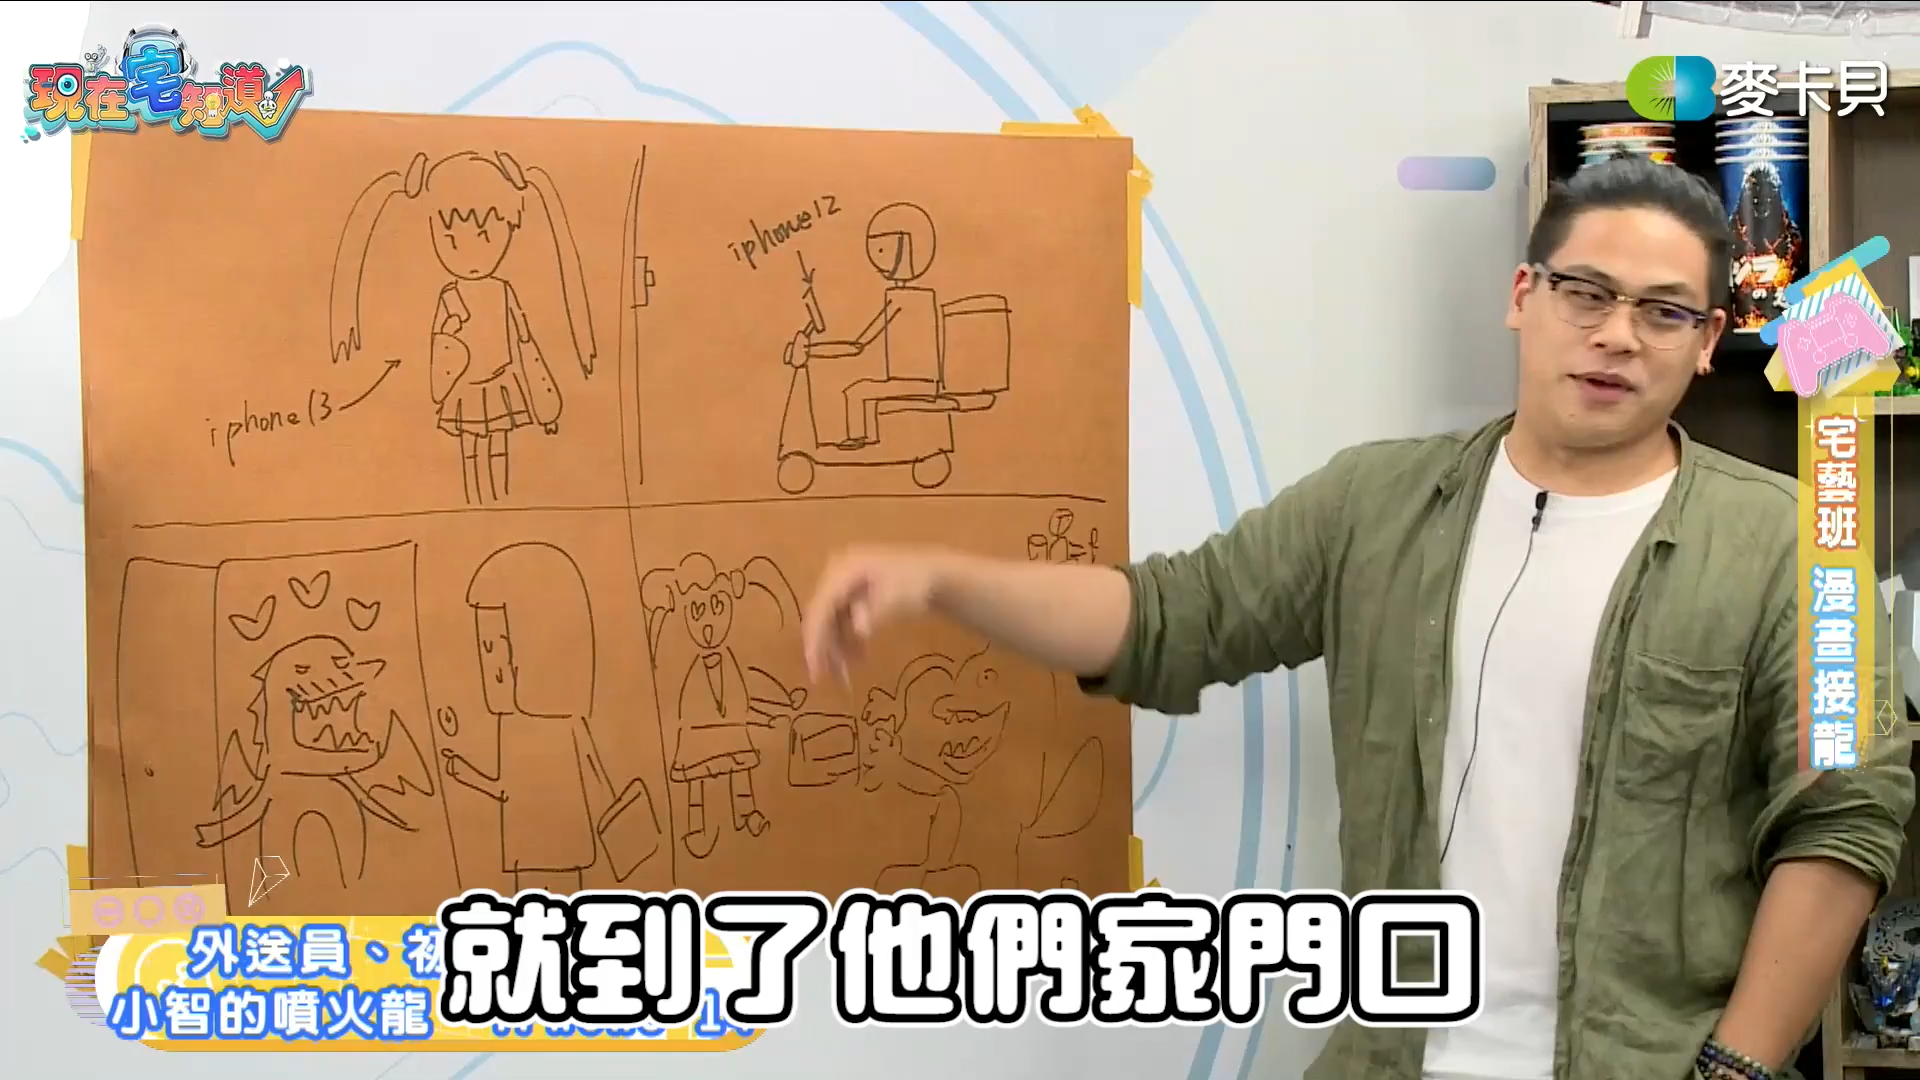 現在宅知道
麥卡貝
iphone12
iphone13
宅藝班 漫畫接龍
外送員、初
小智的噴火龍
就到了他們家門口